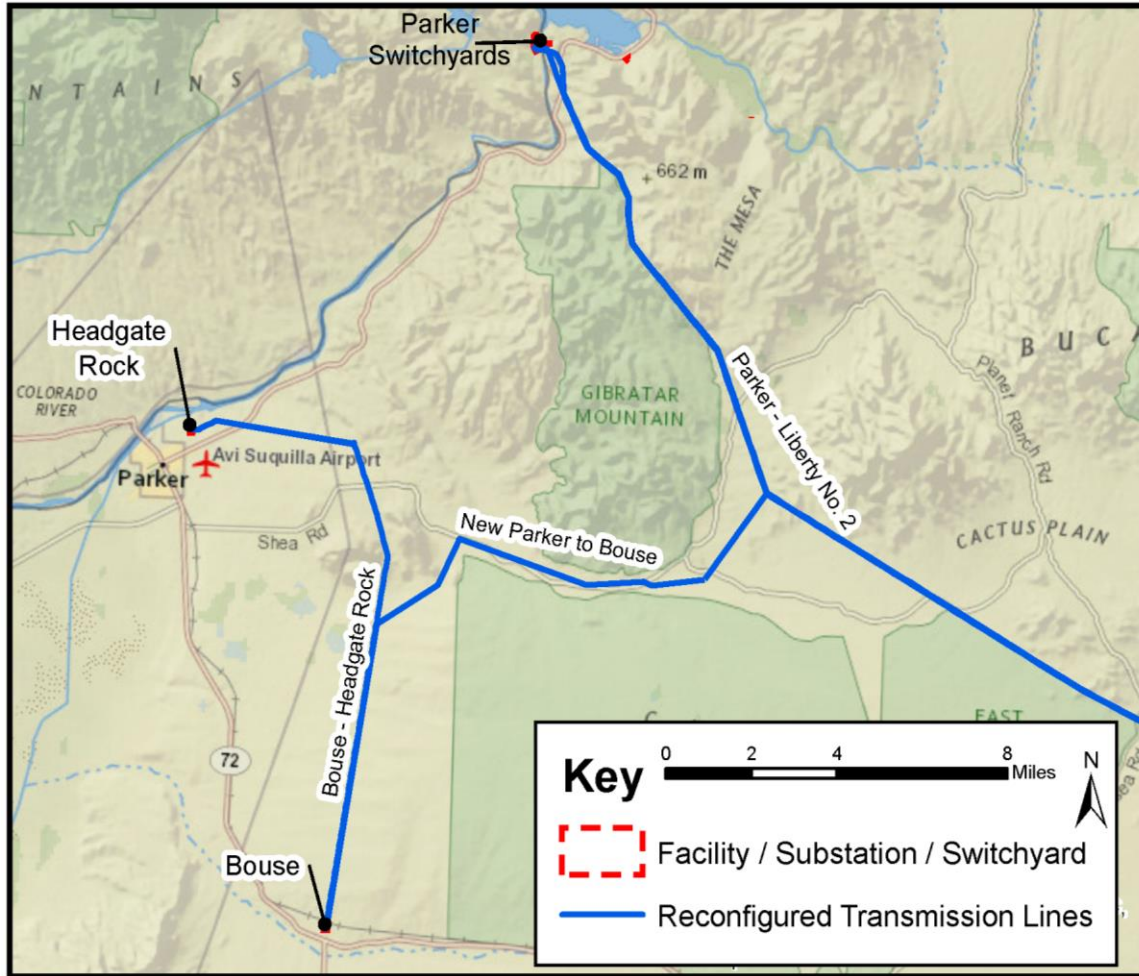 Parker
Switchyards
N T A I N S
662 m
THE MESA
Headgate
Rock
COLORADO
RIVER
Parker
Avi Suquilla Airport
GIBRATAR
MOUNTAIN
Parker - Liberty No. 2
B U C A
Planet Ranch Rd
CACTUS PLAIN
Shea Rd
New Parker to Bouse
Bouse - Headgate Rock
72
Bouse
EAST
Key
0 2 4 8
Miles
N
Facility / Substation / Switchyard
Reconfigured Transmission Lines